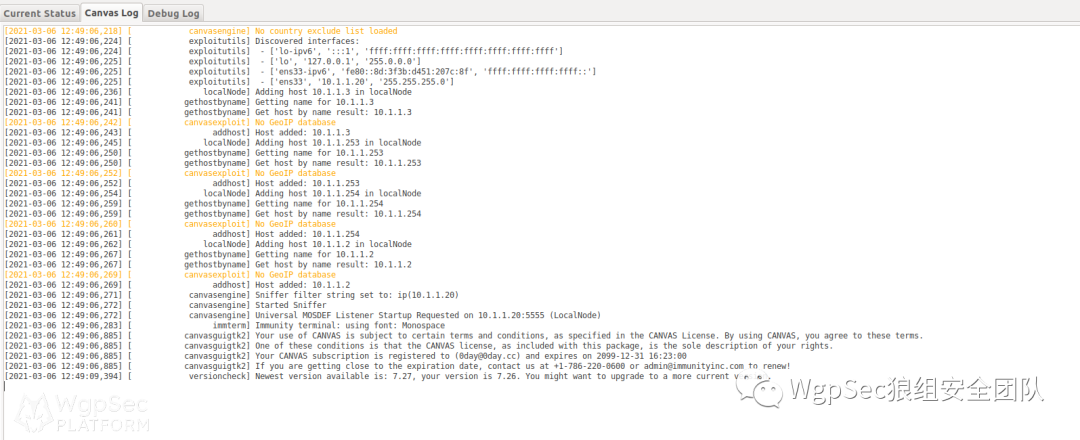 Current Status Canvas Log Debug Log
[2021-03-06 12:49:06,218] [ canvasengine] No country exclude list loaded
[2021-03-06 12:49:06,224] [ exploitutils] Discovered interfaces:
[2021-03-06 12:49:06,224] [ exploitutils] - ['lo-ipv6', '::1', 'ffff:ffff:ffff:ffff:ffff:ffff:ffff:ffff']
[2021-03-06 12:49:06,225] [ exploitutils] - ['lo', '127.0.0.1', '255.0.0.0']
[2021-03-06 12:49:06,225] [ exploitutils] - ['ens33-ipv6', 'fe80::8d:3f3b:d451:207c:8f', 'ffff:ffff:ffff:ffff::']
[2021-03-06 12:49:06,225] [ exploitutils] - ['ens33', '10.1.1.20', '255.255.255.0']
[2021-03-06 12:49:06,236] [ localNode] Adding host 10.1.1.3 in localNode
[2021-03-06 12:49:06,241] [ gethostbyname] Getting name for 10.1.1.3
[2021-03-06 12:49:06,241] [ gethostbyname] Get host by name result: 10.1.1.3
[2021-03-06 12:49:06,242] [ canvasexploit] No GeoIP database
[2021-03-06 12:49:06,243] [ addhost] Host added: 10.1.1.3
[2021-03-06 12:49:06,245] [ localNode] Adding host 10.1.1.253 in localNode
[2021-03-06 12:49:06,250] [ gethostbyname] Getting name for 10.1.1.253
[2021-03-06 12:49:06,250] [ gethostbyname] Get host by name result: 10.1.1.253
[2021-03-06 12:49:06,252] [ canvasexploit] No GeoIP database
[2021-03-06 12:49:06,252] [ addhost] Host added: 10.1.1.253
[2021-03-06 12:49:06,254] [ localNode] Adding host 10.1.1.254 in localNode
[2021-03-06 12:49:06,259] [ gethostbyname] Getting name for 10.1.1.254
[2021-03-06 12:49:06,259] [ gethostbyname] Get host by name result: 10.1.1.254
[2021-03-06 12:49:06,260] [ canvasexploit] No GeoIP database
[2021-03-06 12:49:06,261] [ addhost] Host added: 10.1.1.254
[2021-03-06 12:49:06,262] [ localNode] Adding host 10.1.1.2 in localNode
[2021-03-06 12:49:06,267] [ gethostbyname] Getting name for 10.1.1.2
[2021-03-06 12:49:06,267] [ gethostbyname] Get host by name result: 10.1.1.2
[2021-03-06 12:49:06,269] [ canvasexploit] No GeoIP database
[2021-03-06 12:49:06,269] [ addhost] Host added: 10.1.1.2
[2021-03-06 12:49:06,271] [ canvasengine] Sniffer filter string set to: ip(10.1.1.20)
[2021-03-06 12:49:06,272] [ canvasengine] Started Sniffer
[2021-03-06 12:49:06,272] [ canvasengine] Universal MOSDEF Listener Startup Requested on 10.1.1.20:5555 (LocalNode)
[2021-03-06 12:49:06,283] [ immterm] Immunity terminal: using font: Monospace
[2021-03-06 12:49:06,885] [ canvasguigtk2] Your use of CANVAS is subject to certain terms and conditions, as specified in the CANVAS License. By using CANVAS, you agree to these terms.
[2021-03-06 12:49:06,885] [ canvasguigtk2] One of these conditions is that the CANVAS license, as included with this package, is the sole description of your rights.
[2021-03-06 12:49:06,885] [ canvasguigtk2] Your CANVAS subscription is registered to (0day@0day.cc) and expires on 2099-12-31 16:23:00
[2021-03-06 12:49:06,885] [ canvasguigtk2] If you are getting close to the expiration date, contact us at +1-786-220-0600 or admin@immunityinc.com to renew!
[2021-03-06 12:49:09,394] [ versioncheck] Newest version available is: 7.27, your version is 7.26. You might want to upgrade to a more current
WgpSec狼组安全团队
WgpSec
PLATFORM